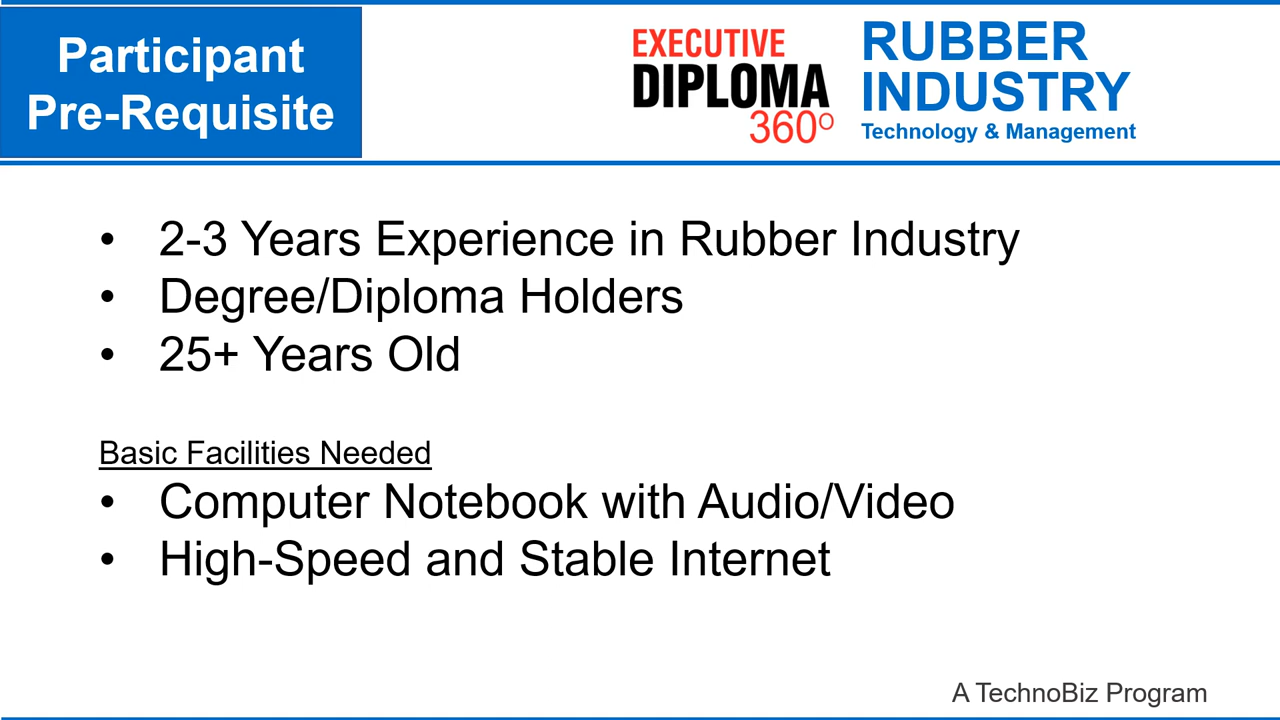 Participant
Pre-Requisite
EXECUTIVE
DIPLOMA
360º
RUBBER
INDUSTRY
Technology & Management
• 2-3 Years Experience in Rubber Industry
• Degree/Diploma Holders
• 25+ Years Old
Basic Facilities Needed
• Computer Notebook with Audio/Video
• High-Speed and Stable Internet
A TechnoBiz Program